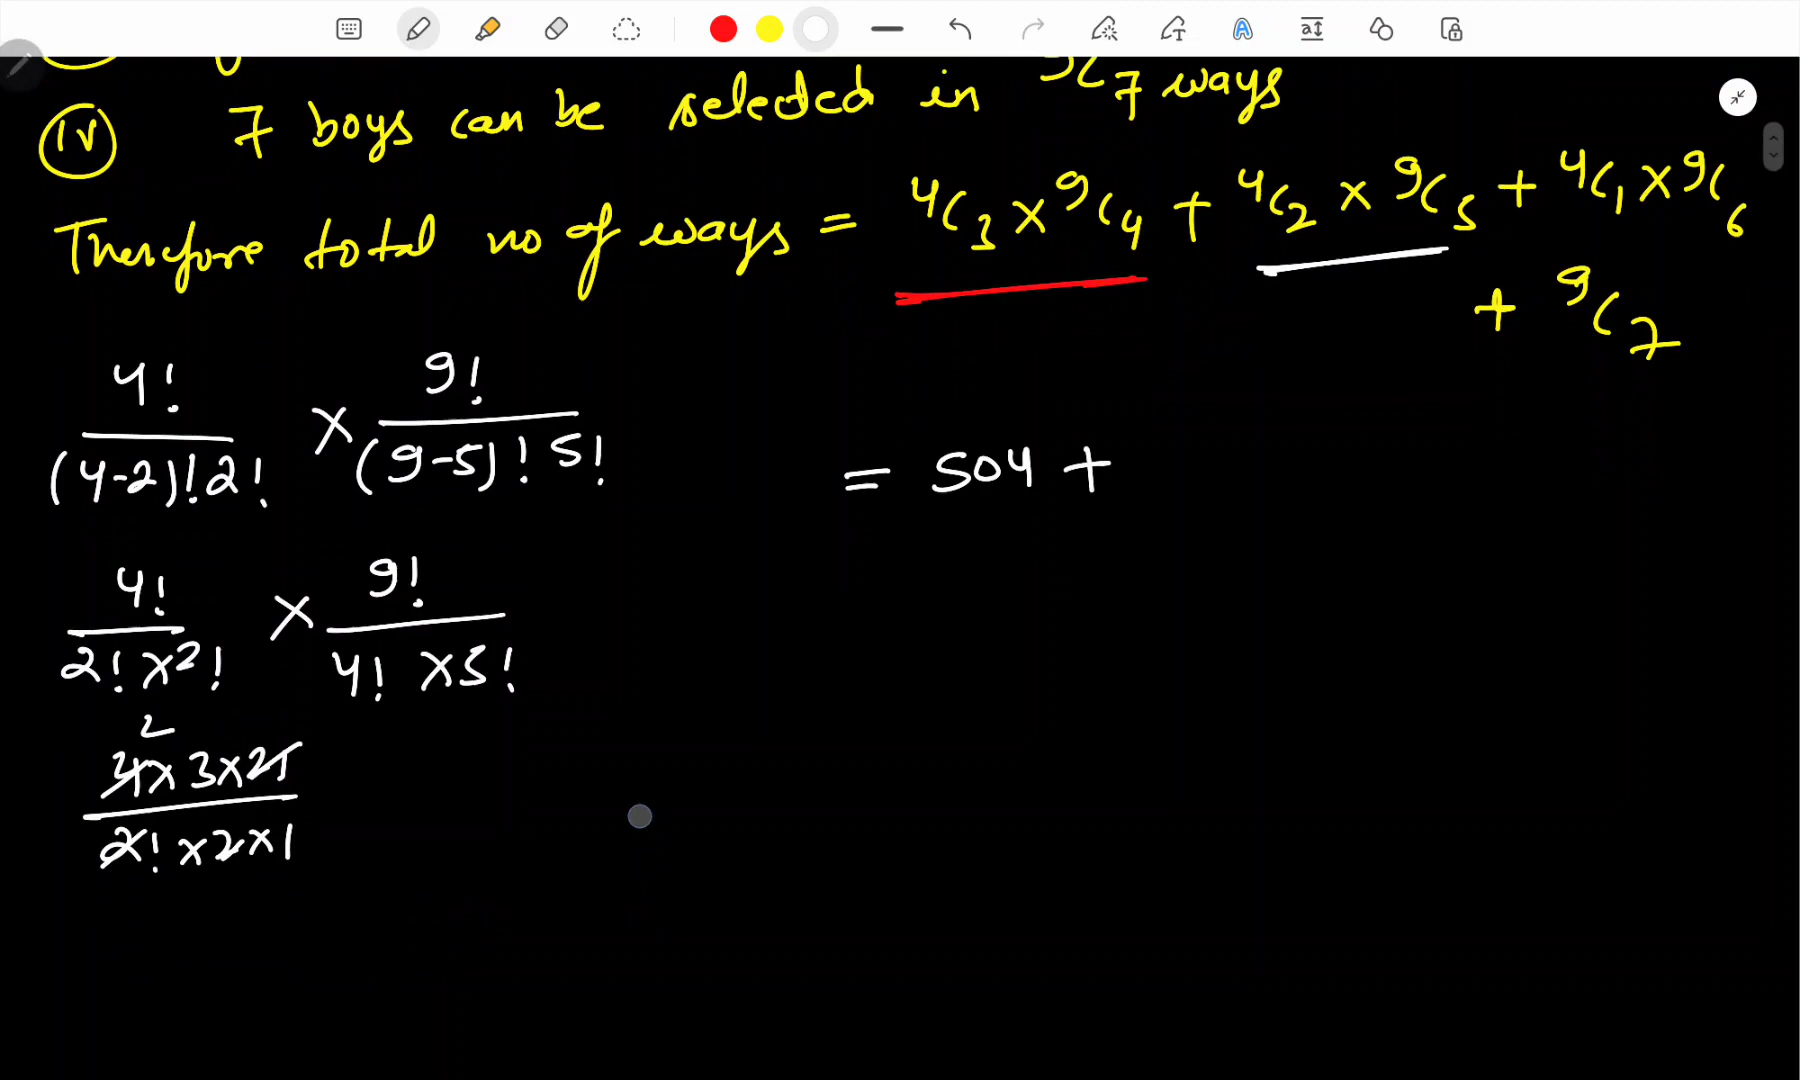 (iv) 7 boys can be selected in ⁹C₇ ways
Therefore total no of ways = ⁴C₃ × ⁹C₄ + ⁴C₂ × ⁹C₅ + ⁴C₁ × ⁹C₆
+ ⁹C₇
4! / (4-2)! 2! × 9! / (9-5)! 5!
= 504 +
4! / 2! × 2! × 9! / 4! × 5!
2
4 × 3 × 2! / 2! × 2 × 1